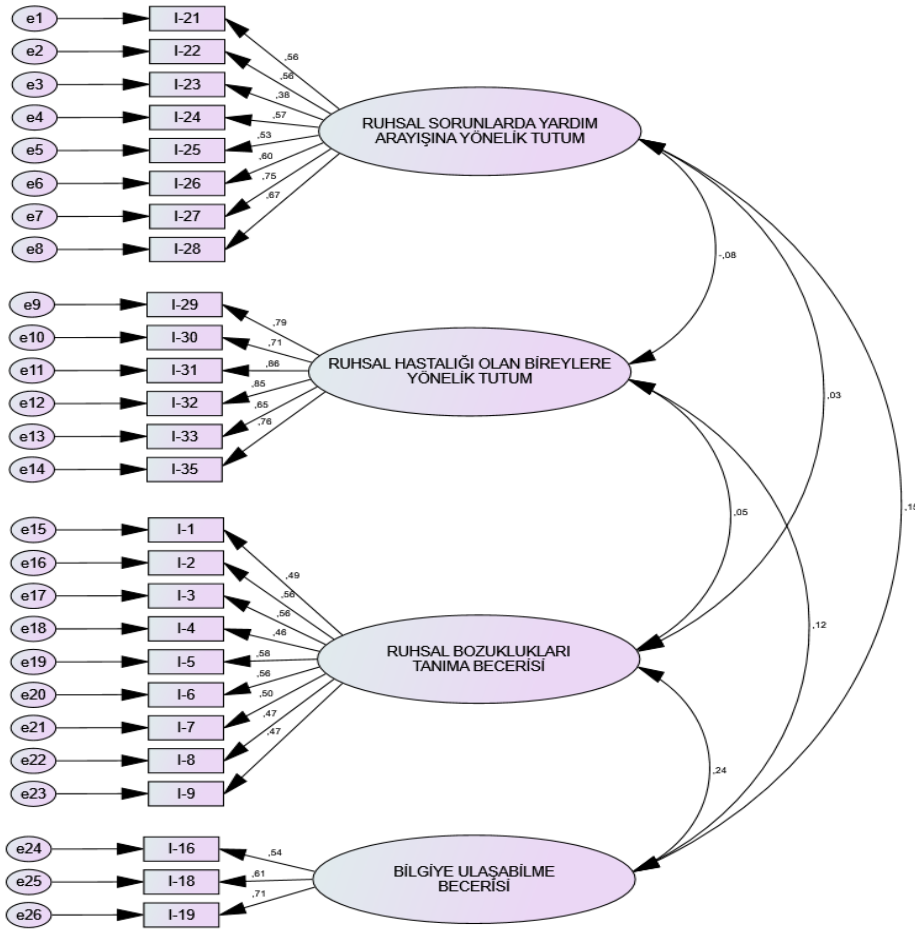 e1 I-21
e2 I-22
e3 I-23
e4 I-24
e5 I-25
e6 I-26
e7 I-27
e8 I-28
,56
,56
,38
,57
,53
,60
,75
,67
RUHSAL SORUNLARDA YARDIM
ARAYIŞINA YÖNELİK TUTUM
-,08
e9 I-29
e10 I-30
e11 I-31
e12 I-32
e13 I-33
e14 I-35
,79
,71
,86
,85
,65
,76
RUHSAL HASTALIĞI OLAN BİREYLERE
YÖNELİK TUTUM
,03
,05
e15 I-1
e16 I-2
e17 I-3
e18 I-4
e19 I-5
e20 I-6
e21 I-7
e22 I-8
e23 I-9
,49
,56
,56
,46
,58
,56
,50
,47
,47
RUHSAL BOZUKLUKLARI
TANIMA BECERİSİ
,12
,24
e24 I-16
e25 I-18
e26 I-19
,54
,61
,71
BİLGİYE ULAŞABİLME
BECERİSİ